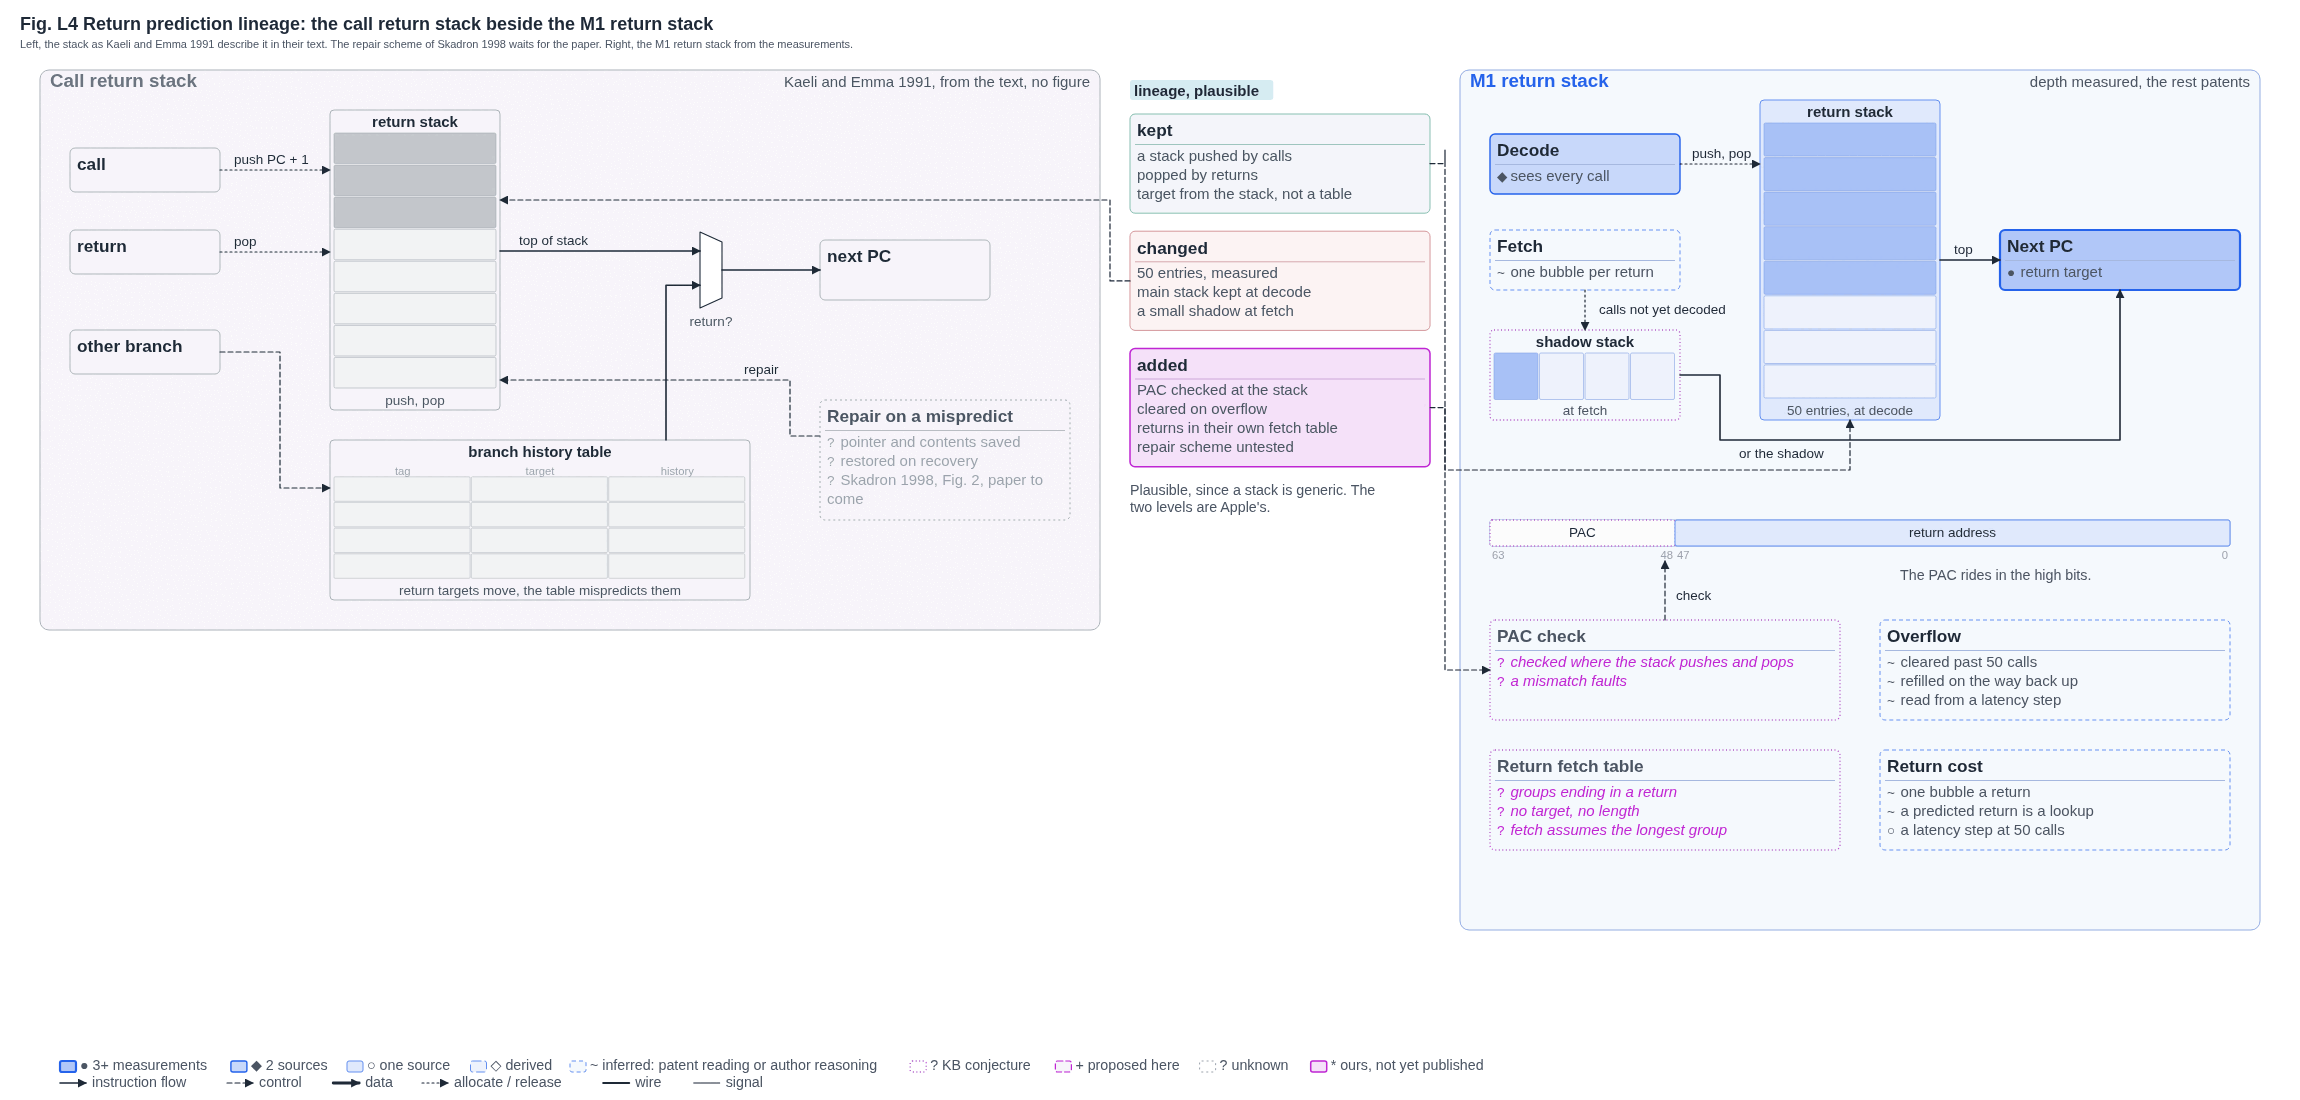 Fig. L4 Return prediction lineage: the call return stack beside the M1 return stack
Left, the stack as Kaeli and Emma 1991 describe it in their text. The repair scheme of Skadron 1998 waits for the paper. Right, the M1 return stack from the measurements.
Call return stack
Kaeli and Emma 1991, from the text, no figure
call
push PC + 1
return
pop
other branch
return stack
push, pop
top of stack
return?
next PC
repair
Repair on a mispredict
? pointer and contents saved
? restored on recovery
? Skadron 1998, Fig. 2, paper to
come
branch history table
tag
target
history
return targets move, the table mispredicts them
lineage, plausible
kept
a stack pushed by calls
popped by returns
target from the stack, not a table
changed
50 entries, measured
main stack kept at decode
a small shadow at fetch
added
PAC checked at the stack
cleared on overflow
returns in their own fetch table
repair scheme untested
Plausible, since a stack is generic. The
two levels are Apple's.
M1 return stack
depth measured, the rest patents
Decode
◆ sees every call
push, pop
return stack
50 entries, at decode
Fetch
~ one bubble per return
calls not yet decoded
shadow stack
at fetch
top
Next PC
● return target
or the shadow
PAC
return address
63
48
47
0
The PAC rides in the high bits.
check
PAC check
? checked where the stack pushes and pops
? a mismatch faults
Overflow
~ cleared past 50 calls
~ refilled on the way back up
~ read from a latency step
Return fetch table
? groups ending in a return
? no target, no length
? fetch assumes the longest group
Return cost
~ one bubble a return
~ a predicted return is a lookup
○ a latency step at 50 calls
● 3+ measurements
◆ 2 sources
○ one source
◇ derived
~ inferred: patent reading or author reasoning
? KB conjecture
+ proposed here
? unknown
* ours, not yet published
instruction flow
control
data
allocate / release
wire
signal